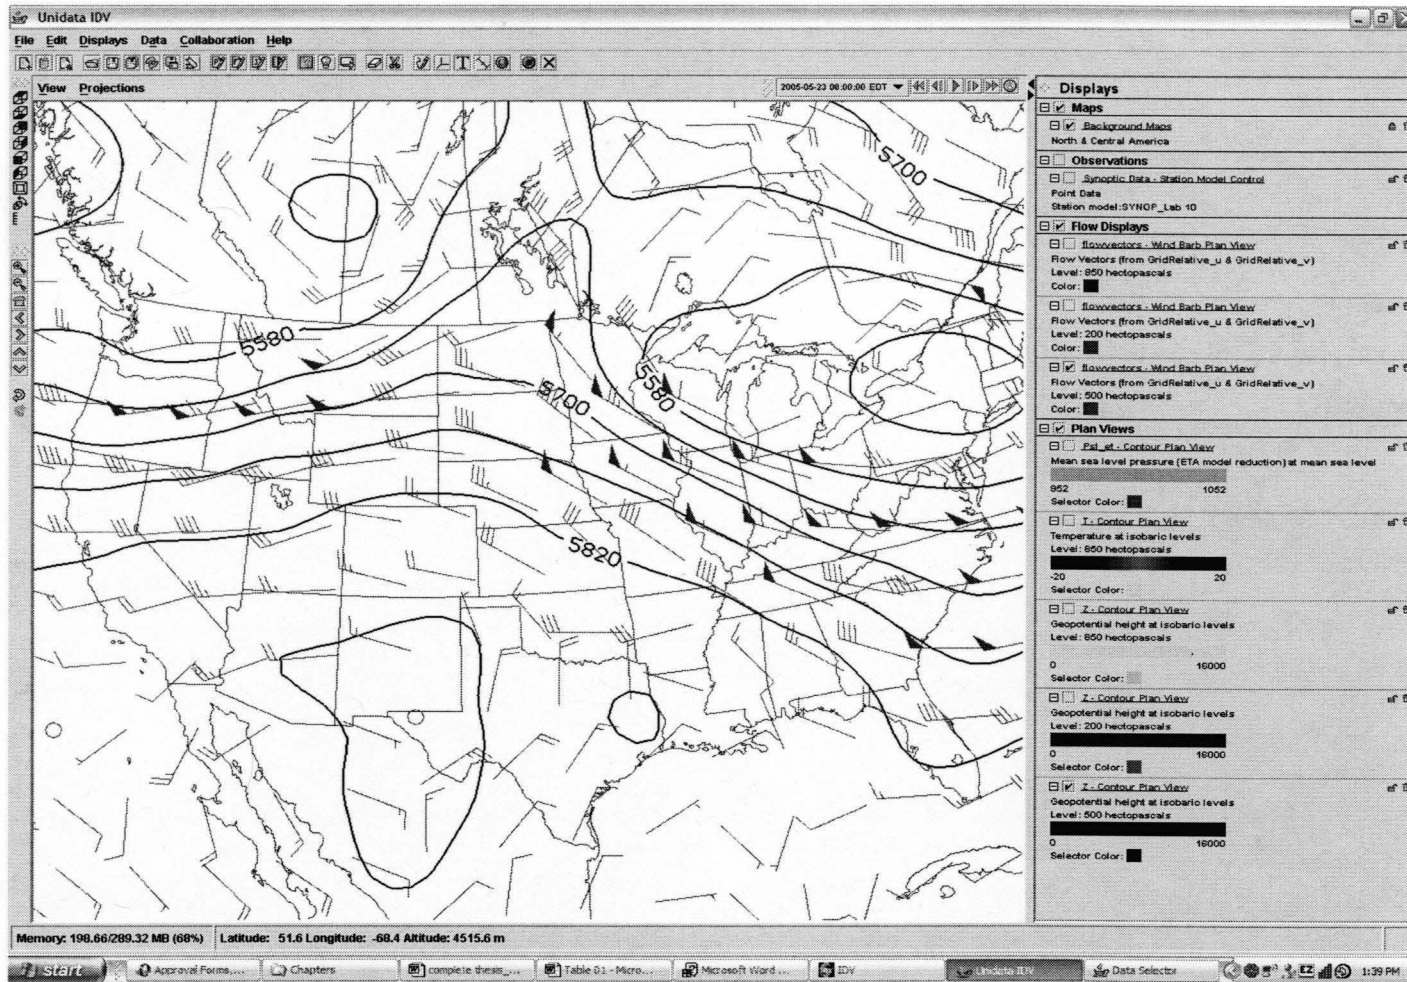 Unidata IDV
File Edit Displays Data Collaboration Help
View Projections
2005-05-23 08:00:00 EDT
5700
5580
5580
5700
5820
Displays
Maps
Background Maps
North & Central America
Observations
Synoptic Data - Station Model Control
Point Data
Station model:SYNOP_Lab 10
Flow Displays
flowvectors - Wind Barb Plan View
Flow Vectors (from GridRelative_u & GridRelative_v)
Level: 850 hectopascals
Color:
flowvectors - Wind Barb Plan View
Flow Vectors (from GridRelative_u & GridRelative_v)
Level: 200 hectopascals
Color:
flowvectors - Wind Barb Plan View
Flow Vectors (from GridRelative_u & GridRelative_v)
Level: 500 hectopascals
Color:
Plan Views
Psl_et - Contour Plan View
Mean sea level pressure (ETA model reduction) at mean sea level
952 1052
Selector Color:
T - Contour Plan View
Temperature at isobaric levels
Level: 850 hectopascals
-20 20
Selector Color:
Z - Contour Plan View
Geopotential height at isobaric levels
Level: 850 hectopascals
0 16000
Selector Color:
Z - Contour Plan View
Geopotential height at isobaric levels
Level: 200 hectopascals
0 16000
Selector Color:
Z - Contour Plan View
Geopotential height at isobaric levels
Level: 500 hectopascals
0 16000
Selector Color:
Memory: 198.66/289.32 MB (68%) Latitude: 51.6 Longitude: -68.4 Altitude: 4515.6 m
start Approval Forms,... Chapters complete thesis_... Table 01 - Micro... Microsoft Word ... IDV Unidata IDV Data Selector EZ 1:39 PM